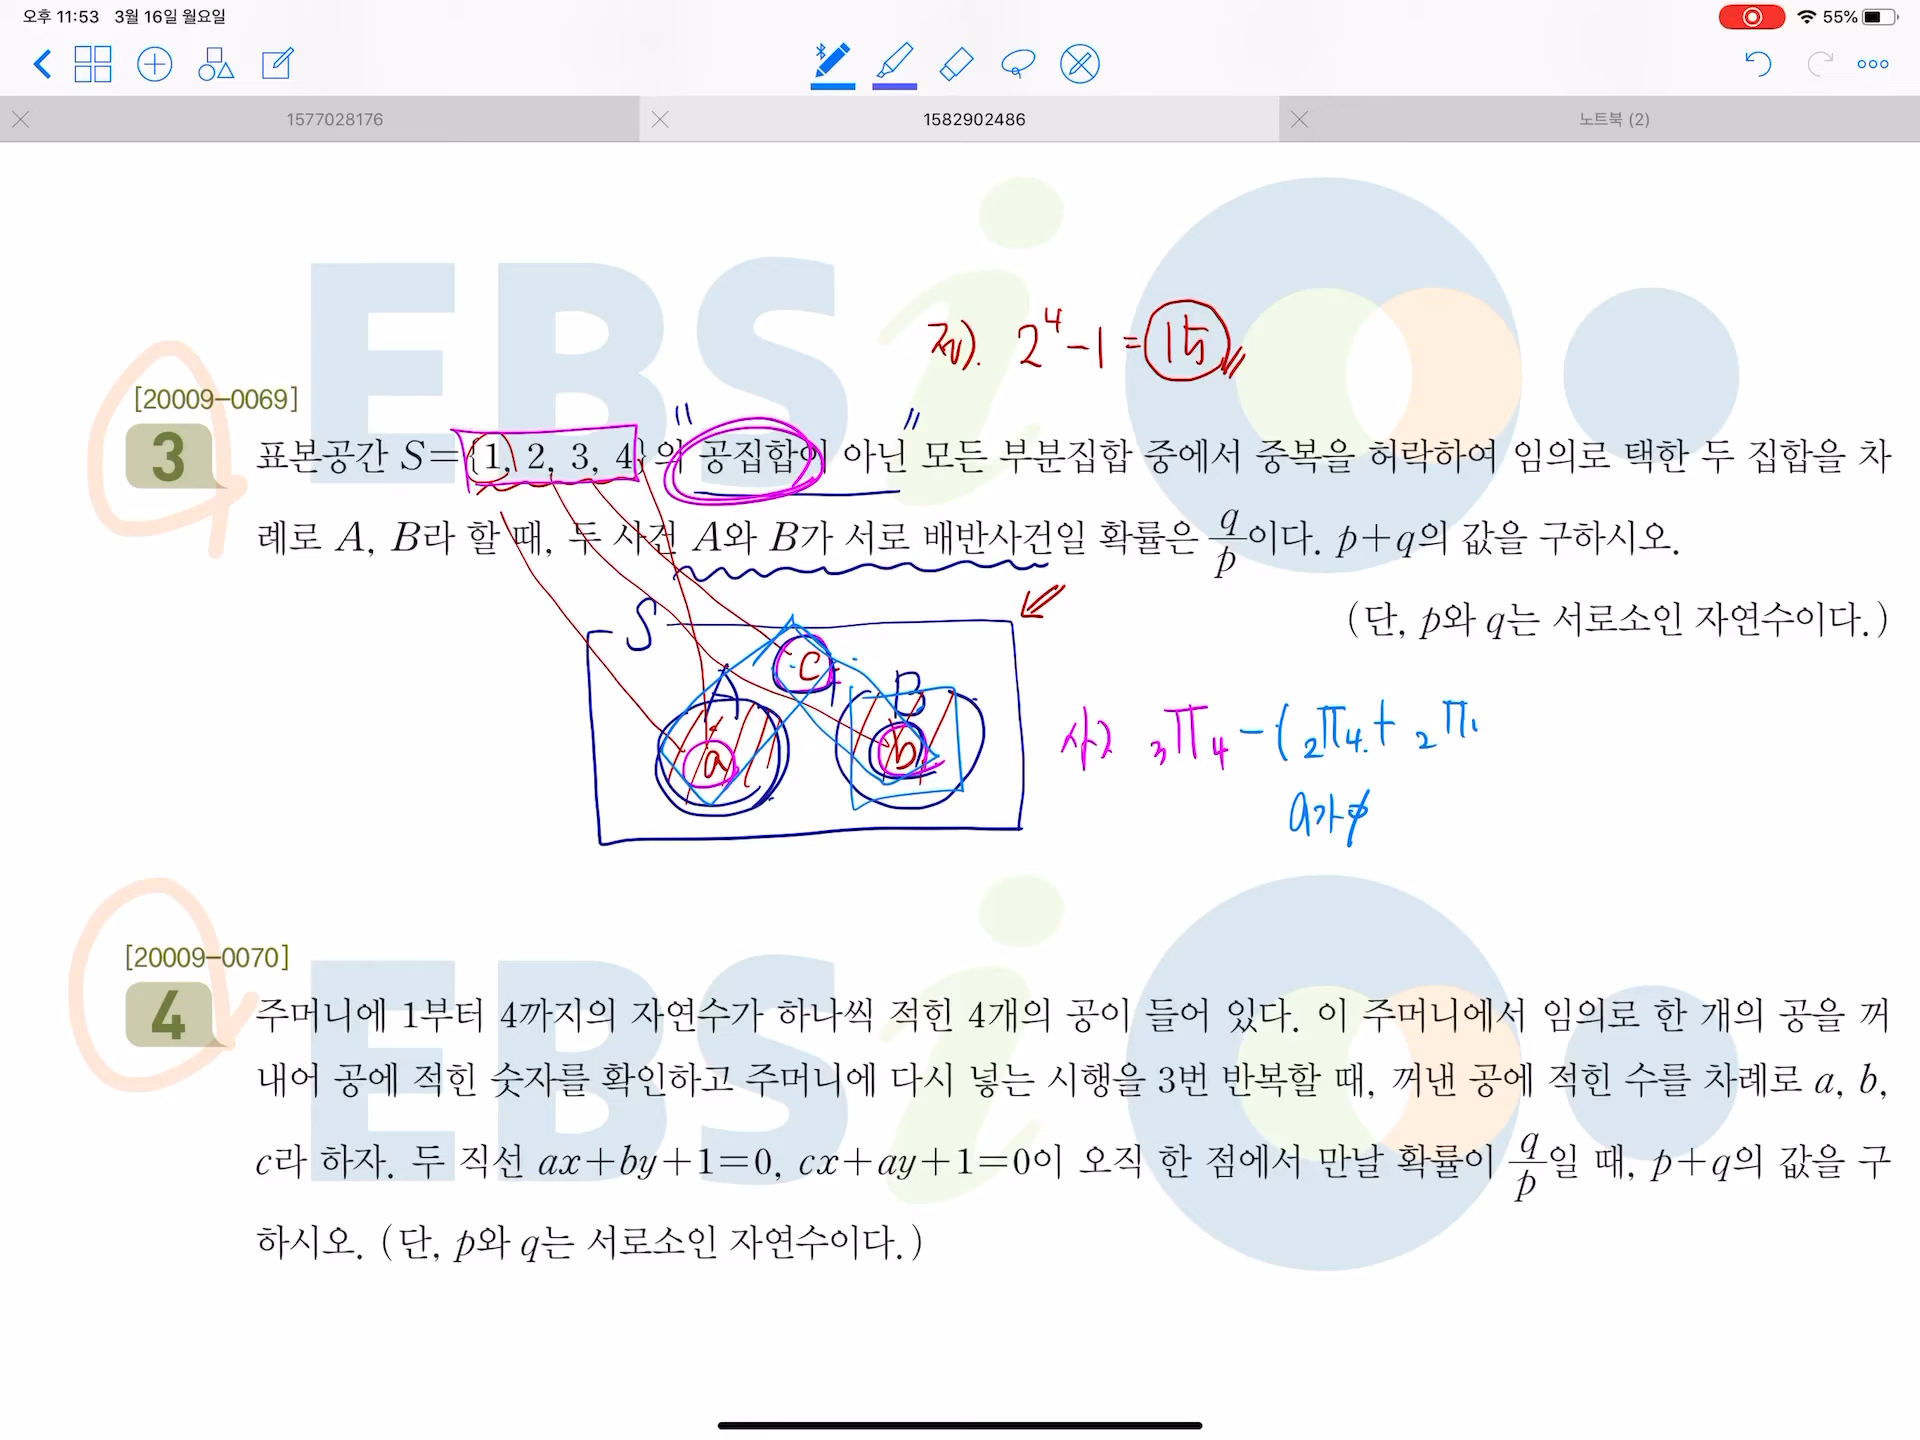 오후 11:53 3월 16일 월요일
55%
1577028176
1582902486
노트북 (2)
EBSi
전). 2⁴-1=15
[20009-0069]
3
표본공간 S={1, 2, 3, 4}의 "공집합이 아닌" 모든 부분집합 중에서 중복을 허락하여 임의로 택한 두 집합을 차
례로 A, B라 할 때, 두 사건 A와 B가 서로 배반사건일 확률은 q/p이다. p+q의 값을 구하시오.
(단, p와 q는 서로소인 자연수이다.)
S
A
B
c
a
b
사) ₃π₄-(₂π₄+₂π
a가 ϕ
[20009-0070]
EBSi
4
주머니에 1부터 4까지의 자연수가 하나씩 적힌 4개의 공이 들어 있다. 이 주머니에서 임의로 한 개의 공을 꺼
내어 공에 적힌 숫자를 확인하고 주머니에 다시 넣는 시행을 3번 반복할 때, 꺼낸 공에 적힌 수를 차례로 a, b,
c라 하자. 두 직선 ax+by+1=0, cx+ay+1=0이 오직 한 점에서 만날 확률이 q/p일 때, p+q의 값을 구
하시오. (단, p와 q는 서로소인 자연수이다.)